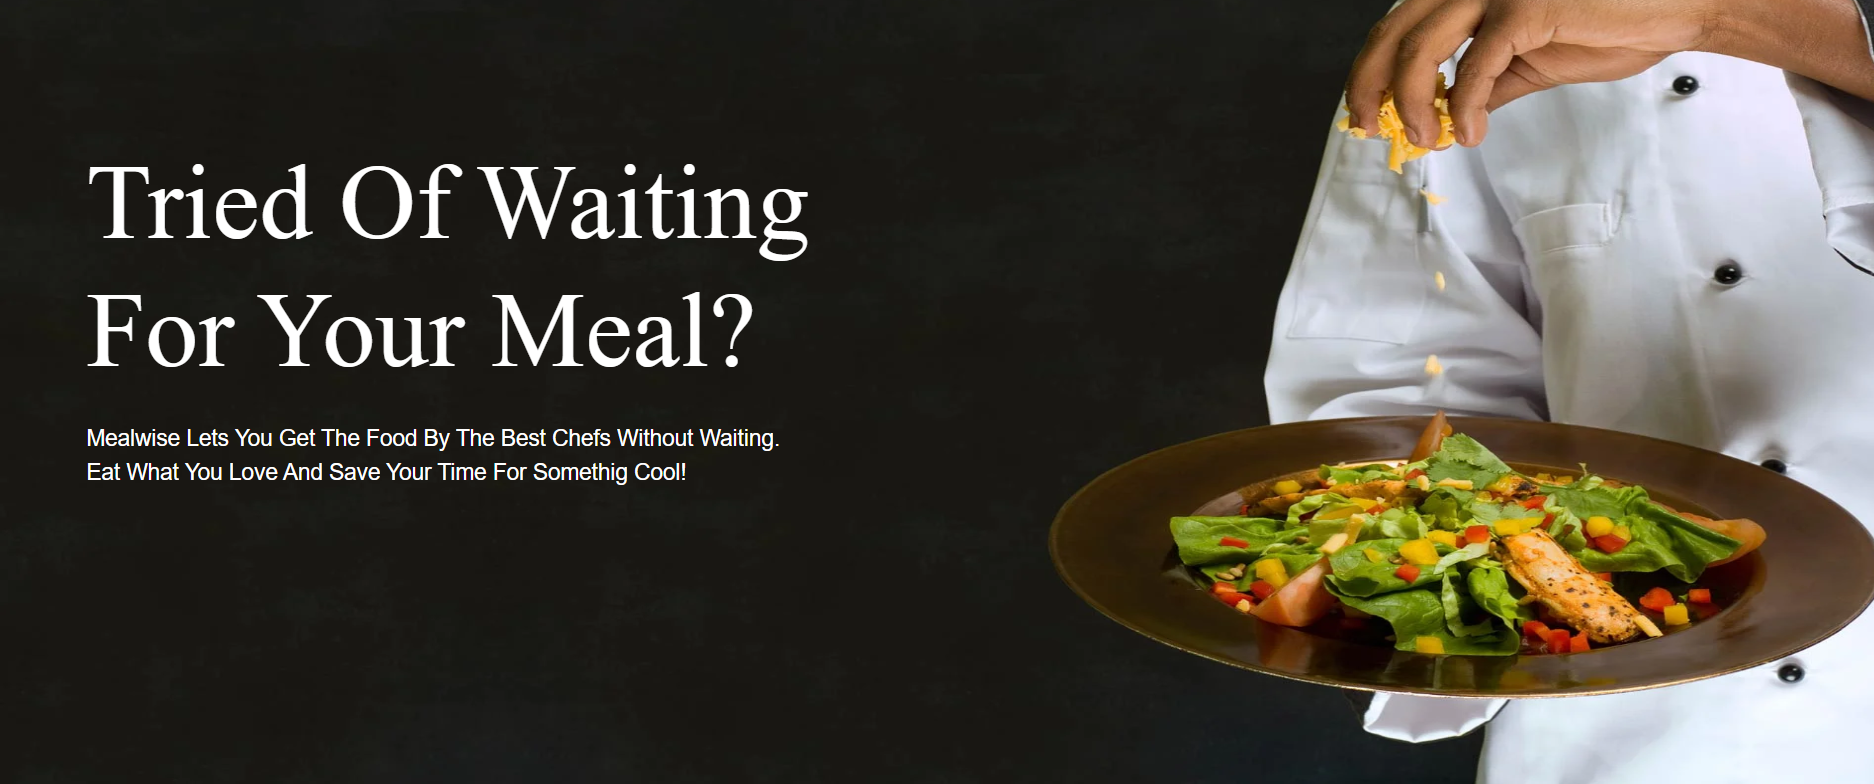 Tried Of Waiting
For Your Meal?
Mealwise Lets You Get The Food By The Best Chefs Without Waiting.
Eat What You Love And Save Your Time For Somethig Cool!